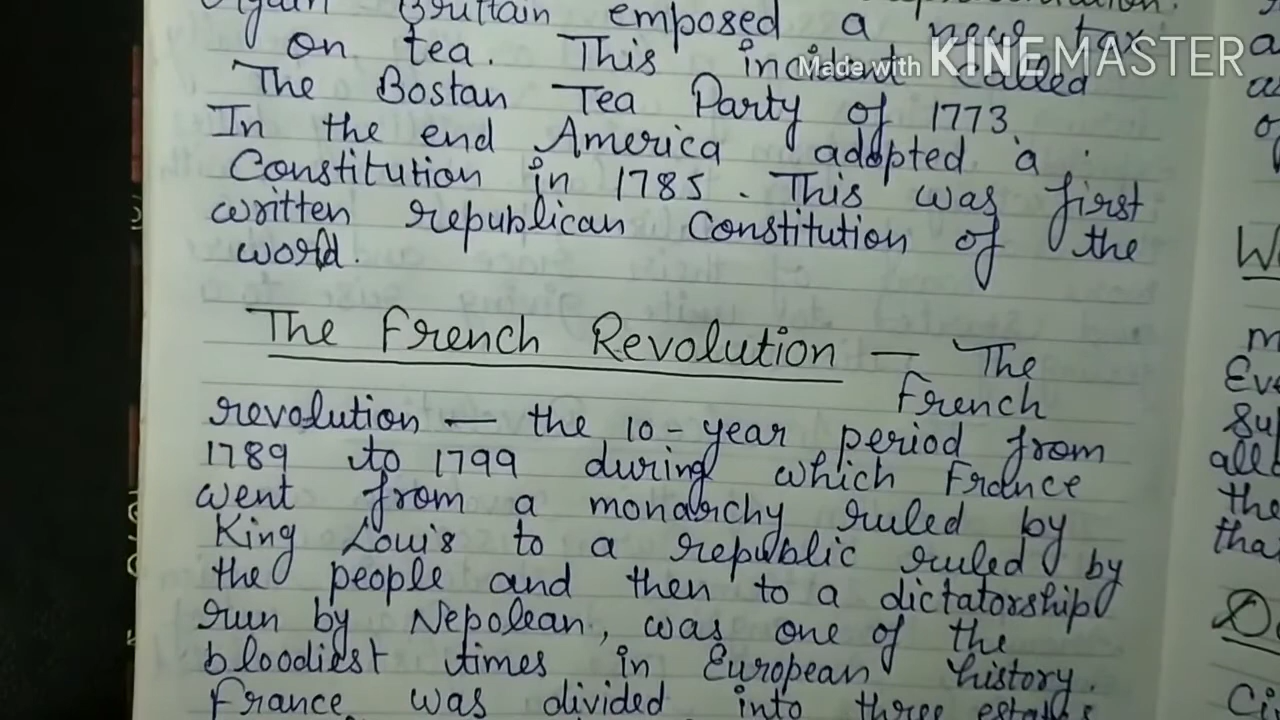 Again Bruttain emposed a new tax
on tea. This incident called
Made with KINEMASTER
The Bostan Tea Party of 1773.
In the end America adopted a
Constitution in 1785. This was first
written republican Constitution of the
world.
The French Revolution — The
French
revolution — the 10-year period from
1789 to 1799 during which France
went from a monarchy ruled by
King Louis to a republic ruled by
the people and then to a dictatorship
run by Nepolean, was one of the
bloodiest times in European history.
France was divided into three estates